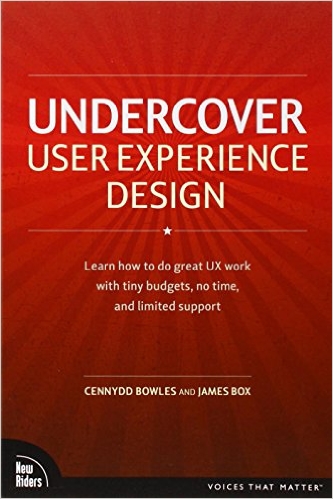 UNDERCOVER
USER EXPERIENCE
DESIGN
Learn how to do great UX work
with tiny budgets, no time,
and limited support
CENNYDD BOWLES AND JAMES BOX
New
Riders
VOICES THAT MATTER™